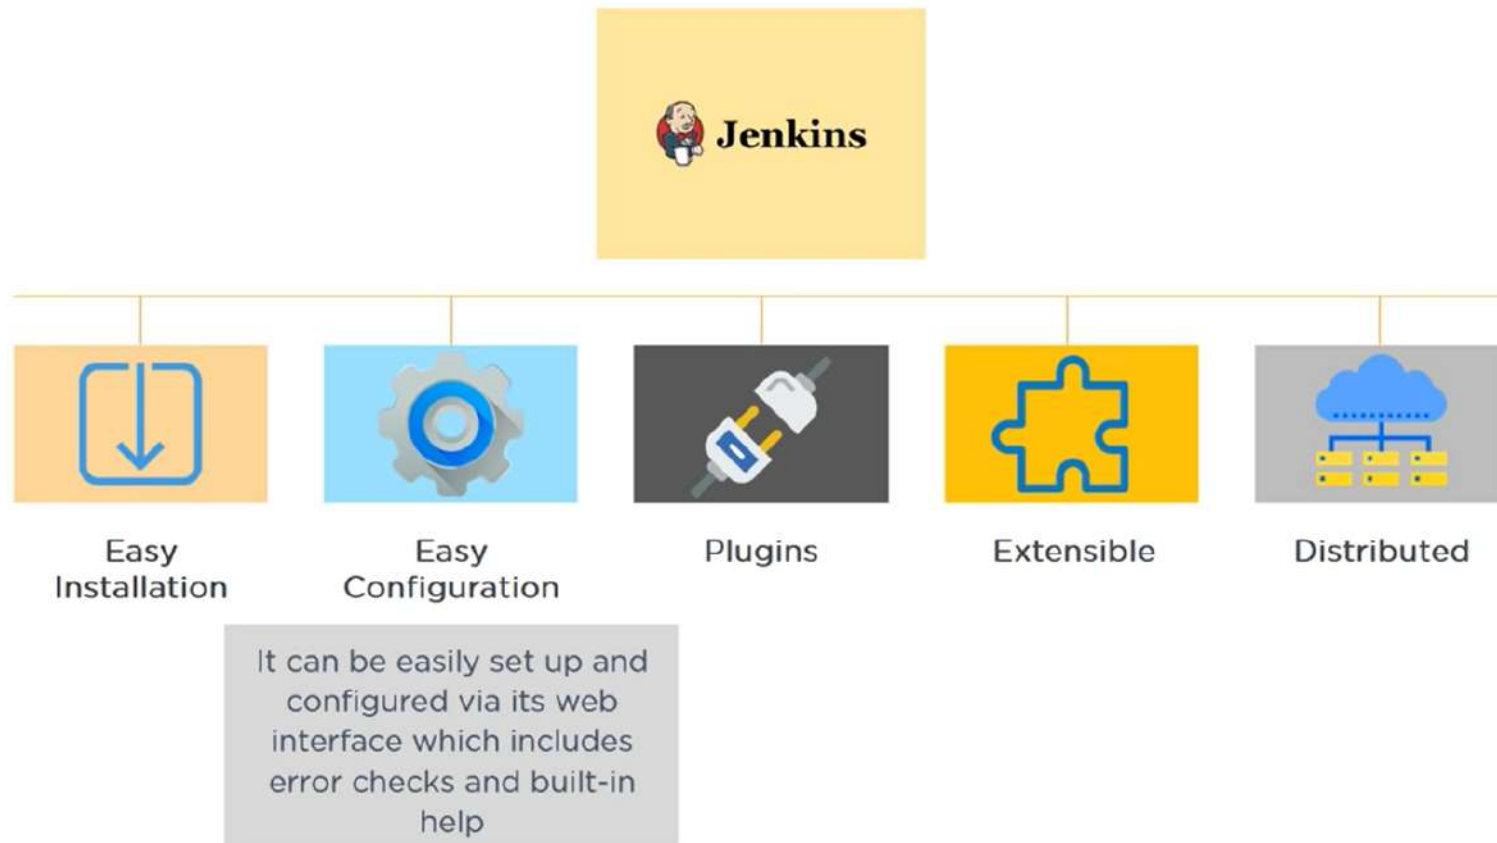 Jenkins
Easy
Installation
Easy
Configuration
Plugins
Extensible
Distributed
It can be easily set up and
configured via its web
interface which includes
error checks and built-in
help